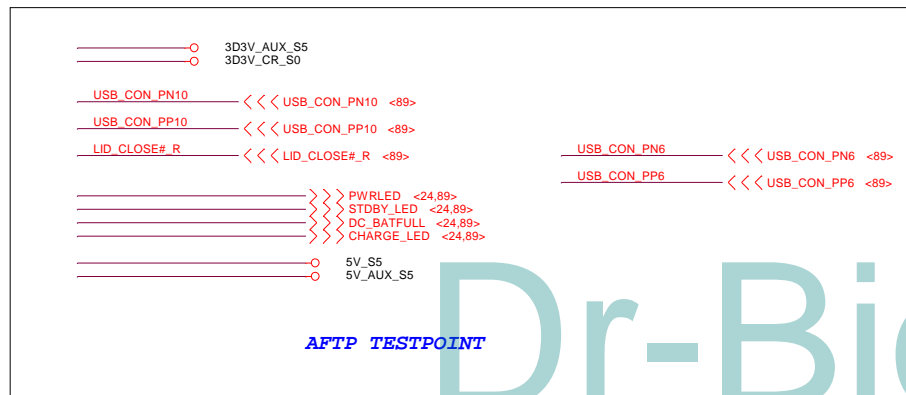 3D3V_AUX_S5
3D3V_CR_S0
USB_CON_PN10 USB_CON_PN10 <89>
USB_CON_PP10 USB_CON_PP10 <89>
LID_CLOSE#_R LID_CLOSE#_R <89>
USB_CON_PN6 USB_CON_PN6 <89>
USB_CON_PP6 USB_CON_PP6 <89>
PWRLED <24,89>
STDBY_LED <24,89>
DC_BATFULL <24,89>
CHARGE_LED <24,89>
5V_S5
5V_AUX_S5
AFTP TESTPOINT
Dr-Bi